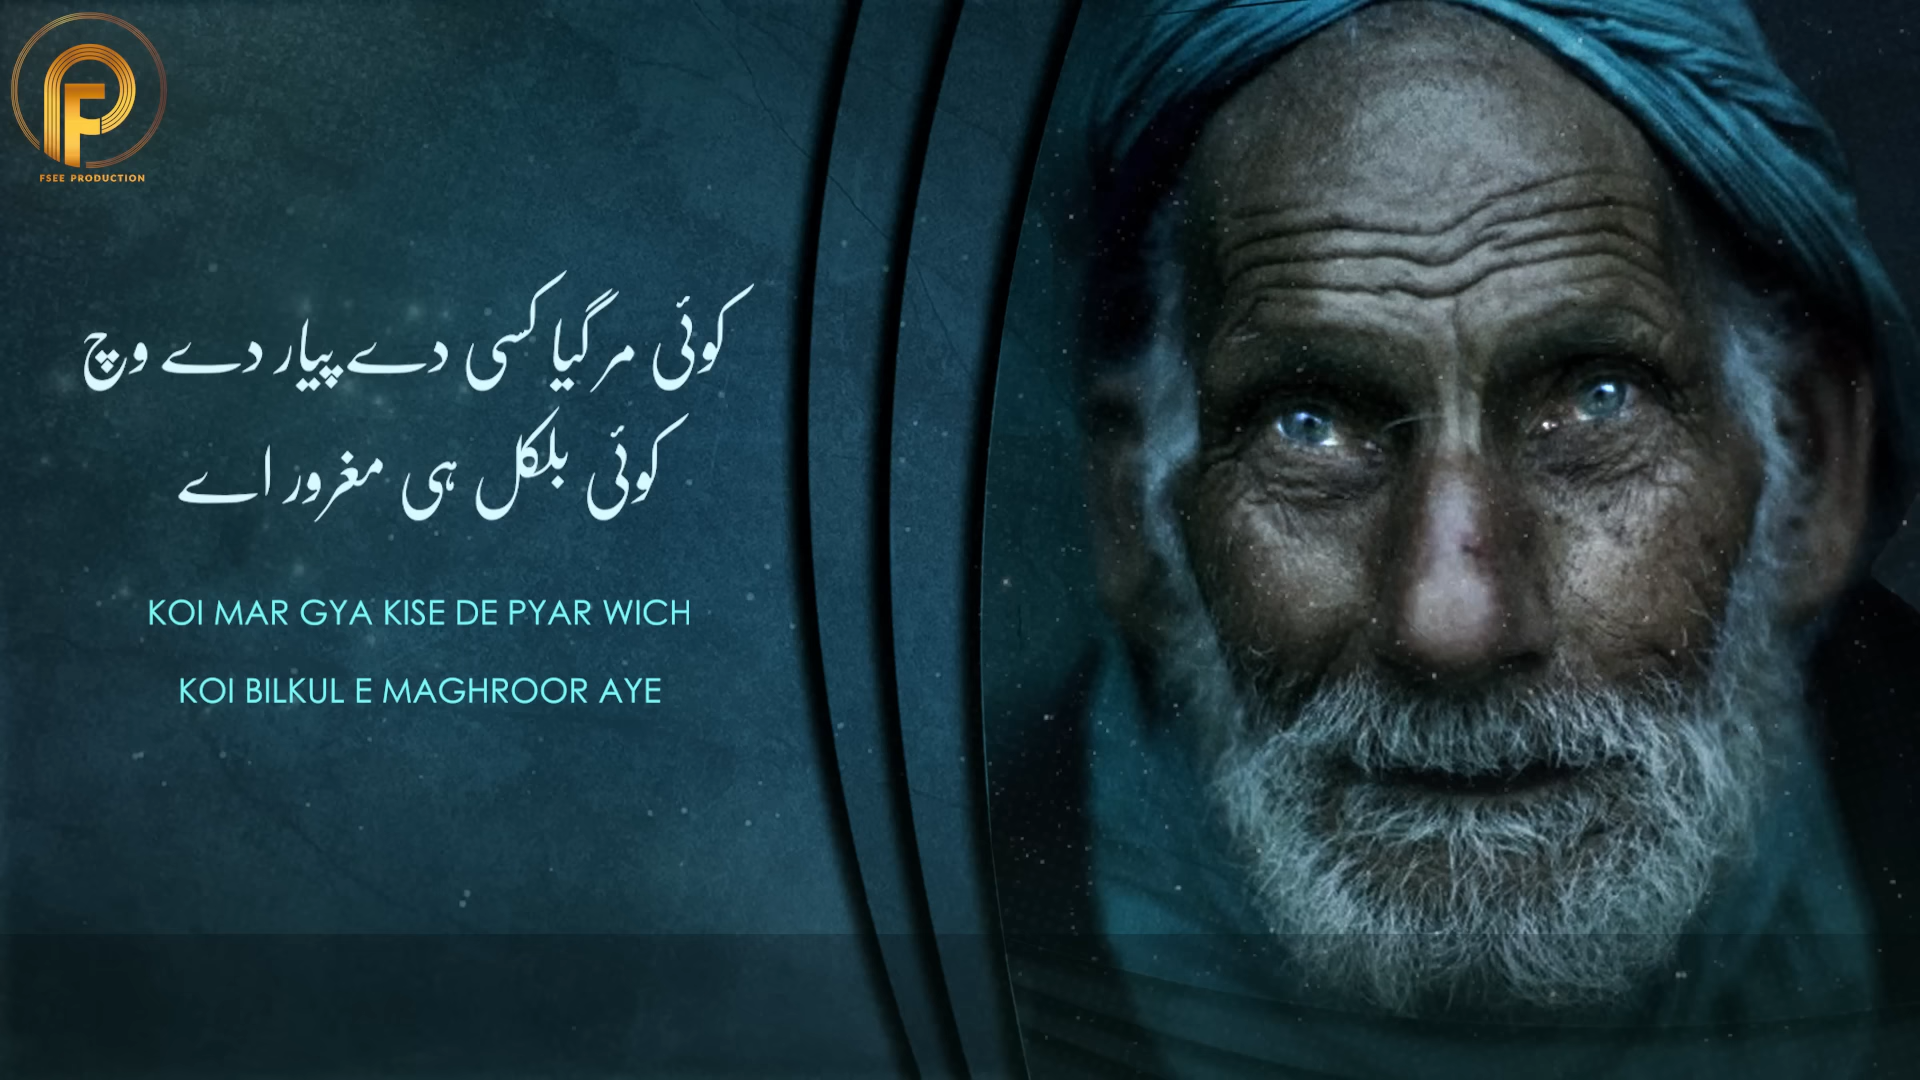 FSEE PRODUCTION
کوئی مر گیا کسی دے پیار دے وچ
کوئی بلکل ہی مغرور اے
KOI MAR GYA KISE DE PYAR WICH
KOI BILKUL E MAGHROOR AYE